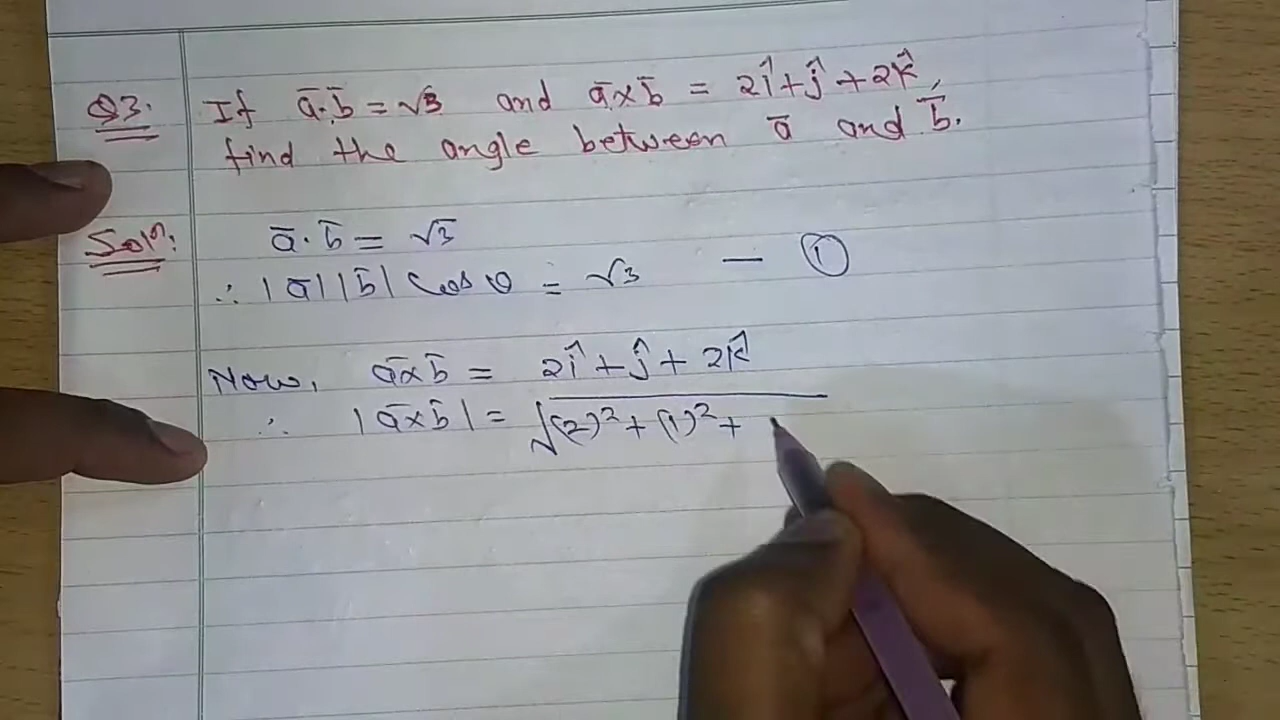 Q3. If a̅.b̅ = √3 and a̅×b̅ = 2î+ĵ+2k̂,
find the angle between a̅ and b̅.
Solⁿ: a̅.b̅ = √3
∴ |a̅||b̅| Cos θ = √3 — ①
Now, a̅×b̅ = 2î+ĵ+2k̂
∴ |a̅×b̅| = √(2)²+(1)²+